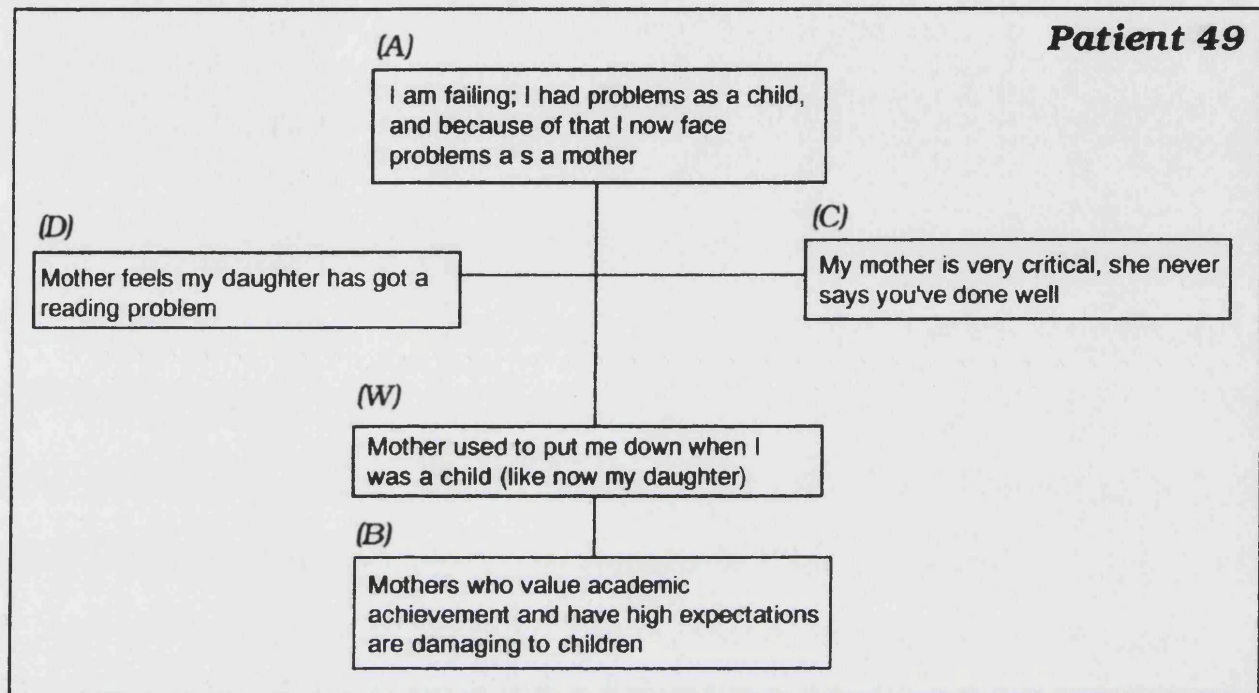 Patient 49
(A)
I am failing; I had problems as a child,
and because of that I now face
problems a s a mother
(D)
Mother feels my daughter has got a
reading problem
(C)
My mother is very critical, she never
says you've done well
(W)
Mother used to put me down when I
was a child (like now my daughter)
(B)
Mothers who value academic
achievement and have high expectations
are damaging to children